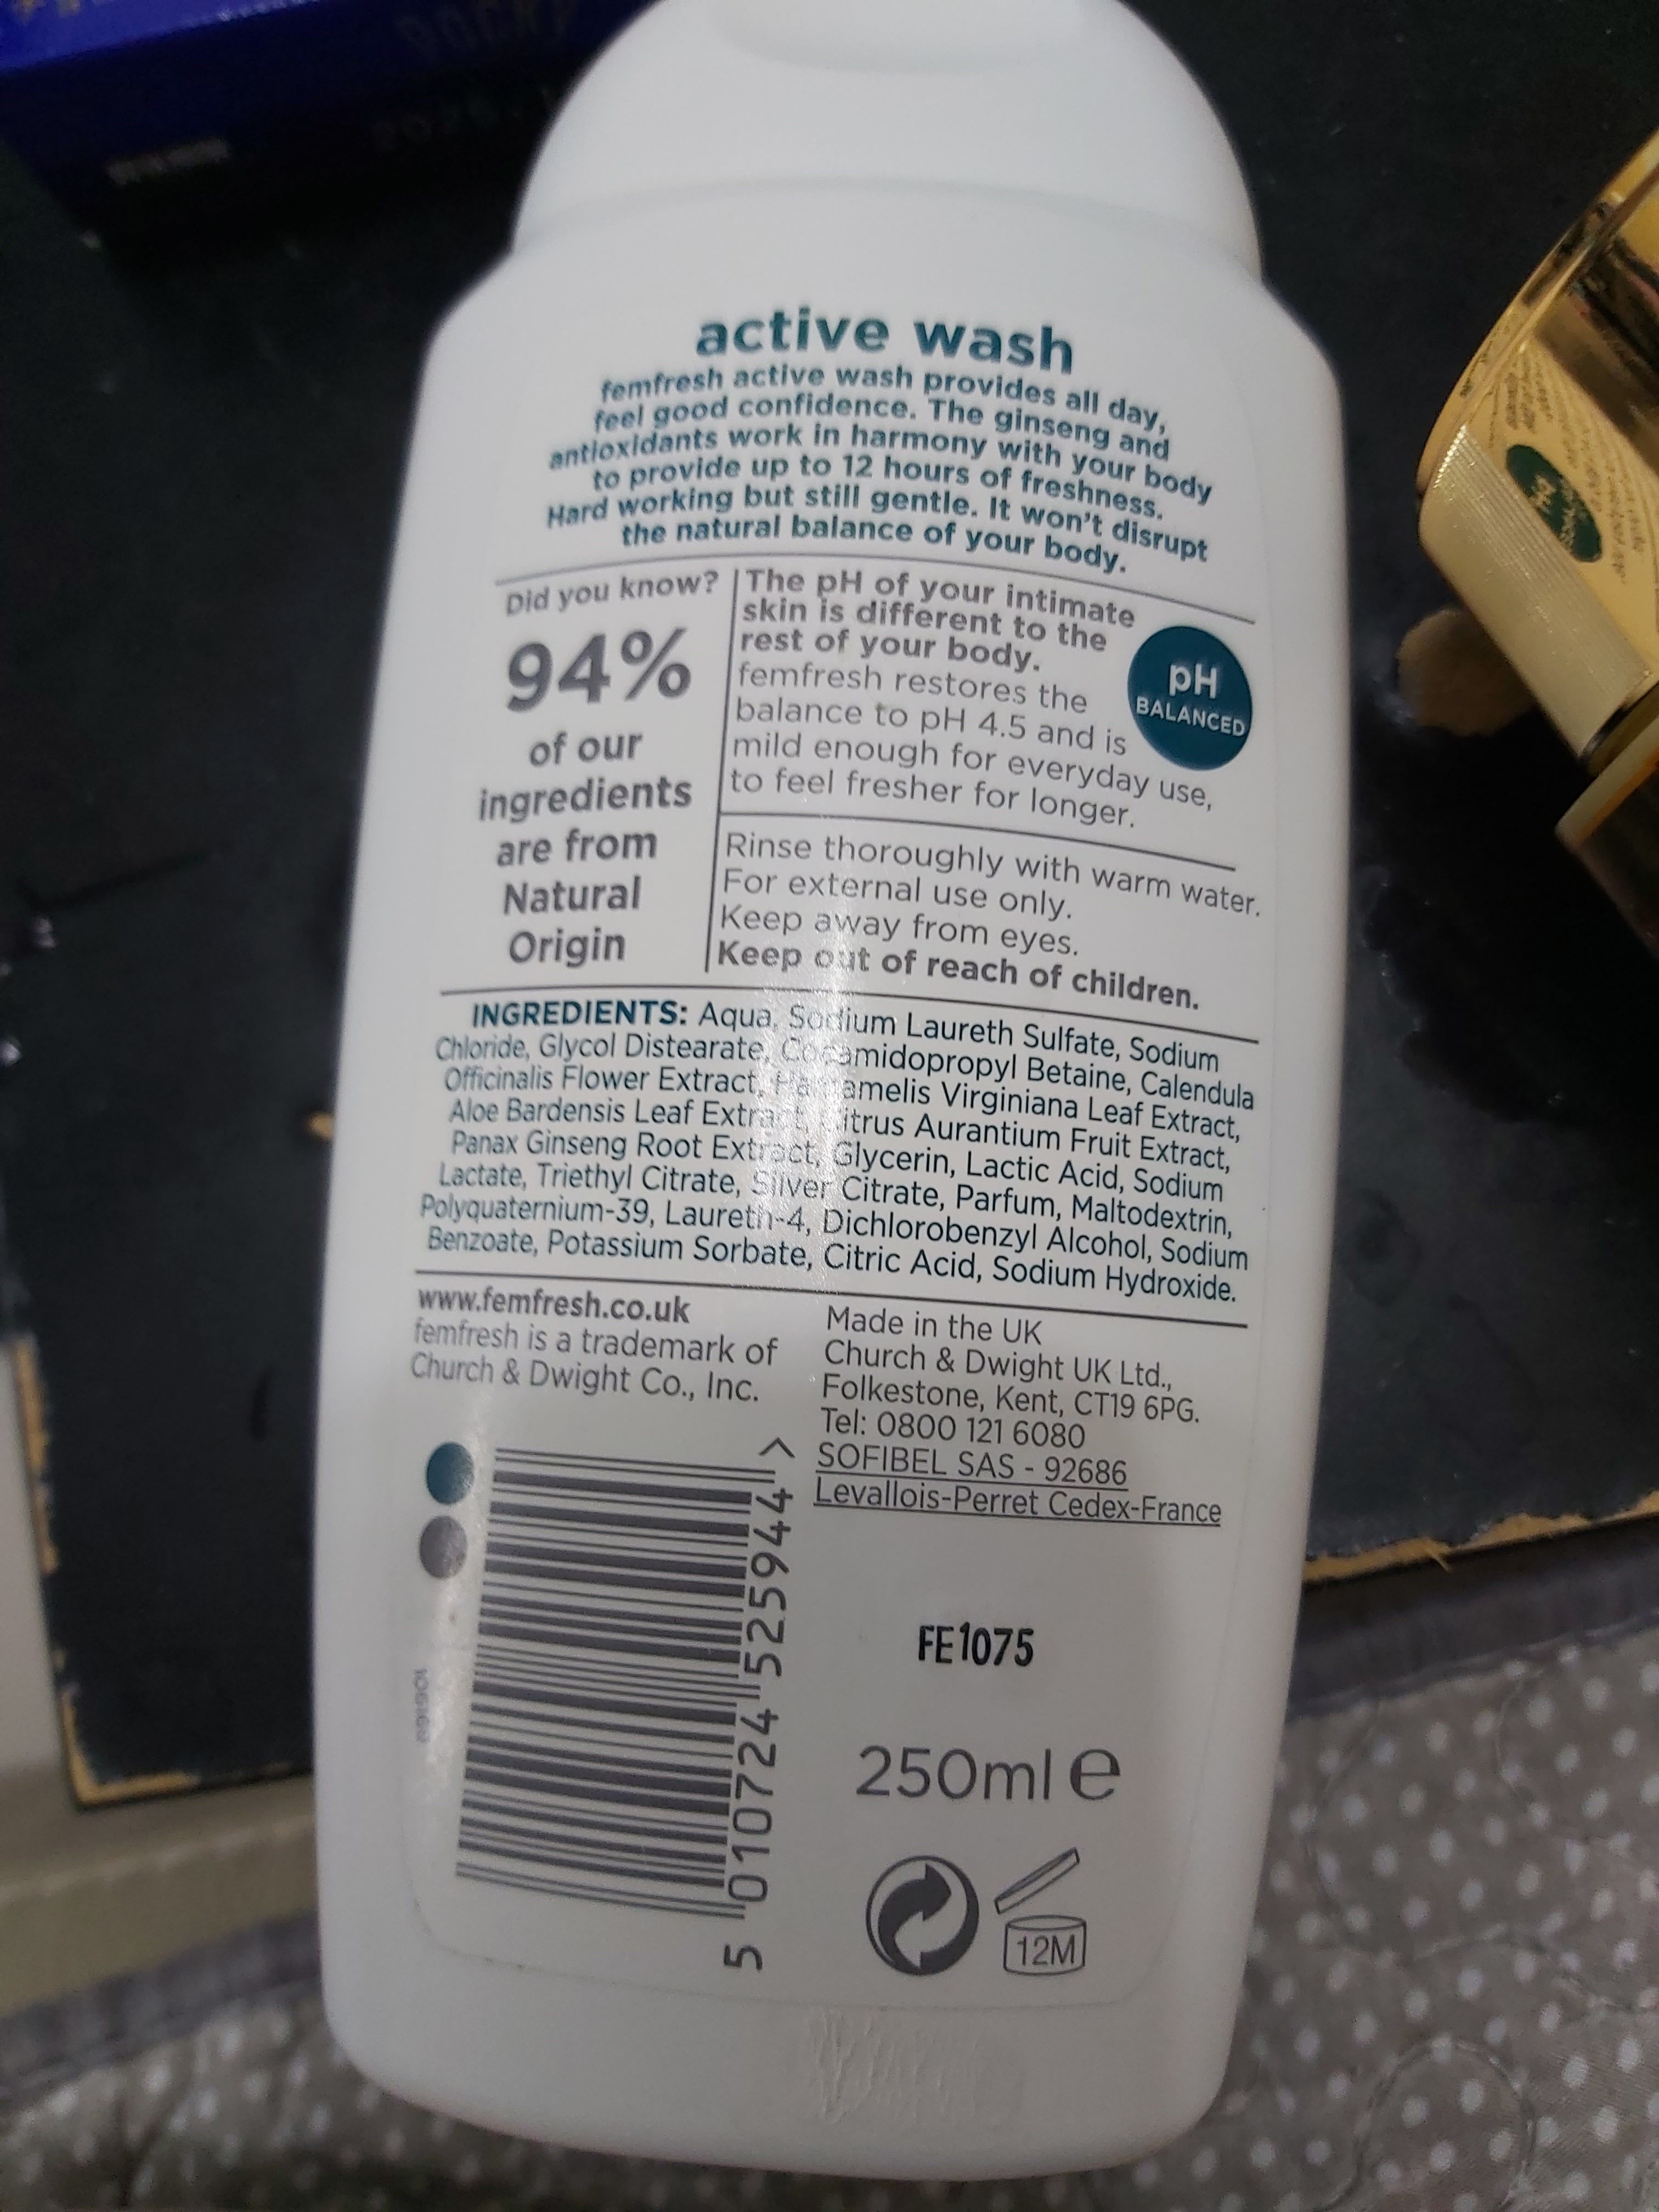 active wash
femfresh active wash provides all day,
feel good confidence. The ginseng and
antioxidants work in harmony with your body
to provide up to 12 hours of freshness.
Hard working but still gentle. It won't disrupt
the natural balance of your body.
Did you know?
94%
of our
ingredients
are from
Natural
Origin
The pH of your intimate
skin is different to the
rest of your body.
femfresh restores the
balance to pH 4.5 and is
mild enough for everyday use,
to feel fresher for longer.
pH
BALANCED
Rinse thoroughly with warm water.
For external use only.
Keep away from eyes.
Keep out of reach of children.
INGREDIENTS: Aqua, Sodium Laureth Sulfate, Sodium
Chloride, Glycol Distearate, Cocamidopropyl Betaine, Calendula
Officinalis Flower Extract, Hamamelis Virginiana Leaf Extract,
Aloe Bardensis Leaf Extract, Citrus Aurantium Fruit Extract,
Panax Ginseng Root Extract, Glycerin, Lactic Acid, Sodium
Lactate, Triethyl Citrate, Silver Citrate, Parfum, Maltodextrin,
Polyquaternium-39, Laureth-4, Dichlorobenzyl Alcohol, Sodium
Benzoate, Potassium Sorbate, Citric Acid, Sodium Hydroxide.
www.femfresh.co.uk
femfresh is a trademark of
Church & Dwight Co., Inc.
Made in the UK
Church & Dwight UK Ltd.,
Folkestone, Kent, CT19 6PG.
Tel: 0800 121 6080
SOFIBEL SAS - 92686
Levallois-Perret Cedex-France
5 010724 525944 >
FE1075
250ml e
12M